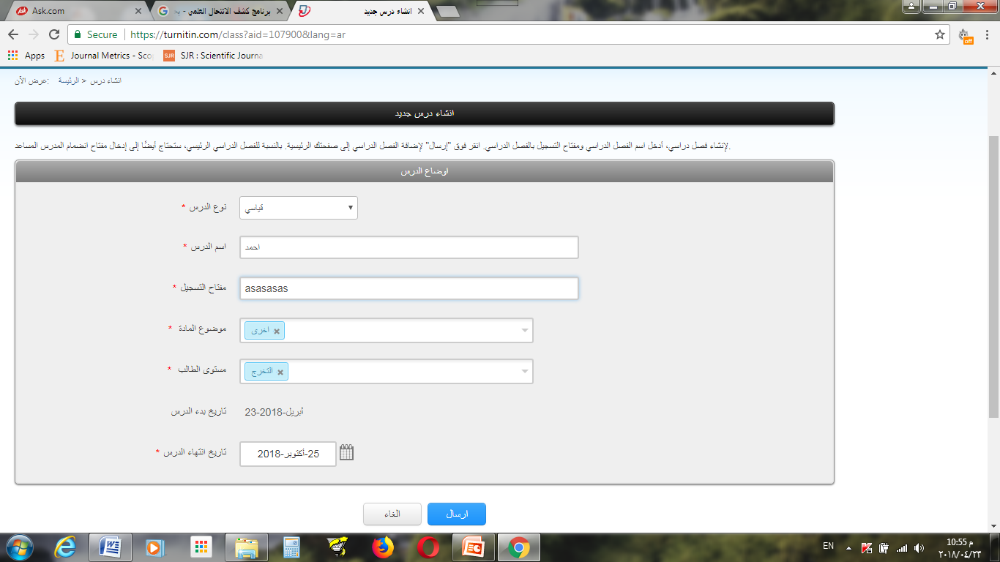 Ask.com
برنامج كشف الانتحال العلمي - بد
انشاء درس جديد
Secure
https://turnitin.com/class?aid=107900&lang=ar
off
Apps
Journal Metrics - Sco
SJR : Scientific Journa
عرض الآن: الرئيسة > انشاء درس
انشاء درس جديد
لإنشاء فصل دراسي، أدخل اسم الفصل الدراسي ومفتاح التسجيل بالفصل الدراسي. انقر فوق "إرسال" لإضافة الفصل الدراسي إلى صفحتك الرئيسية. بالنسبة للفصل الدراسي الرئيسي، ستحتاج أيضًا إلى إدخال مفتاح انضمام المدرس المساعد.
اوضاع الدرس
نوع الدرس *
قياسي
اسم الدرس *
احمد
مفتاح التسجيل *
asasasas
موضوع المادة *
اخرى
مستوى الطالب *
التخرج
تاريخ بدء الدرس
23-أبريل-2018
تاريخ انتهاء الدرس *
25-أكتوبر-2018
الغاء
ارسال
EN
10:55 م
٢٠١٨/٠٤/٢٣